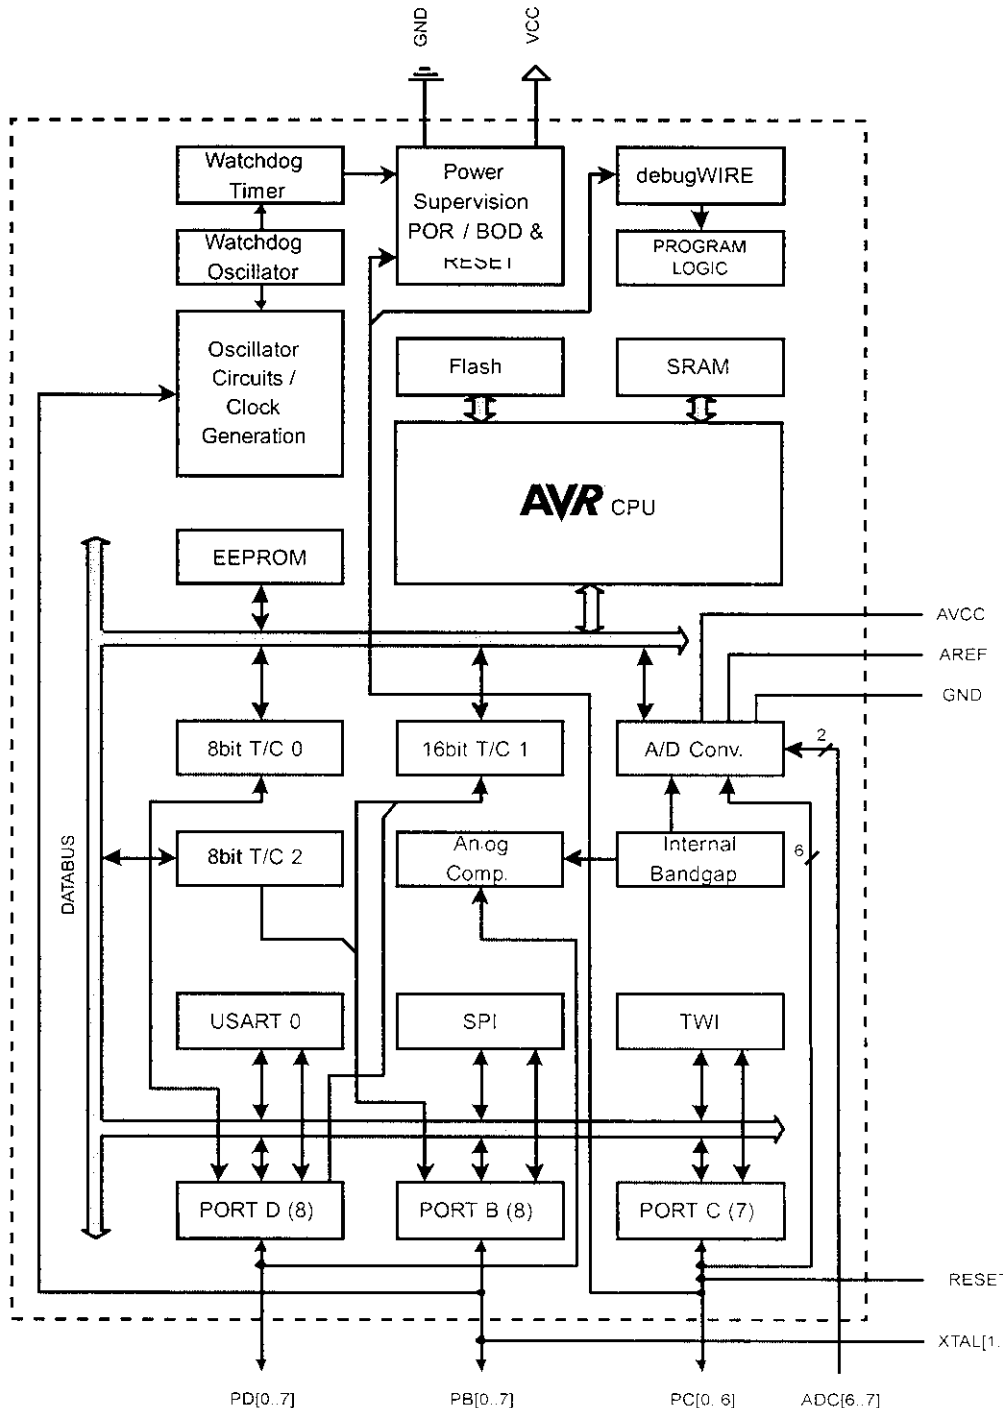 GND
VCC
Watchdog
Timer
Power
Supervision
POR / BOD &
RESET
debugWIRE
Watchdog
Oscillator
PROGRAM
LOGIC
Oscillator
Circuits /
Clock
Generation
Flash
SRAM
AVR CPU
EEPROM
AVCC
AREF
GND
8bit T/C 0
16bit T/C 1
A/D Conv.
2
DATABUS
8bit T/C 2
Comp.
Internal
Bandgap
6
USART 0
SPI
TWI
PORT D (8)
PORT B (8)
PORT C (7)
RESET
XTAL[1.
PD[0..7]
PB[0..7]
PC[0. 6]
ADC[6..7]